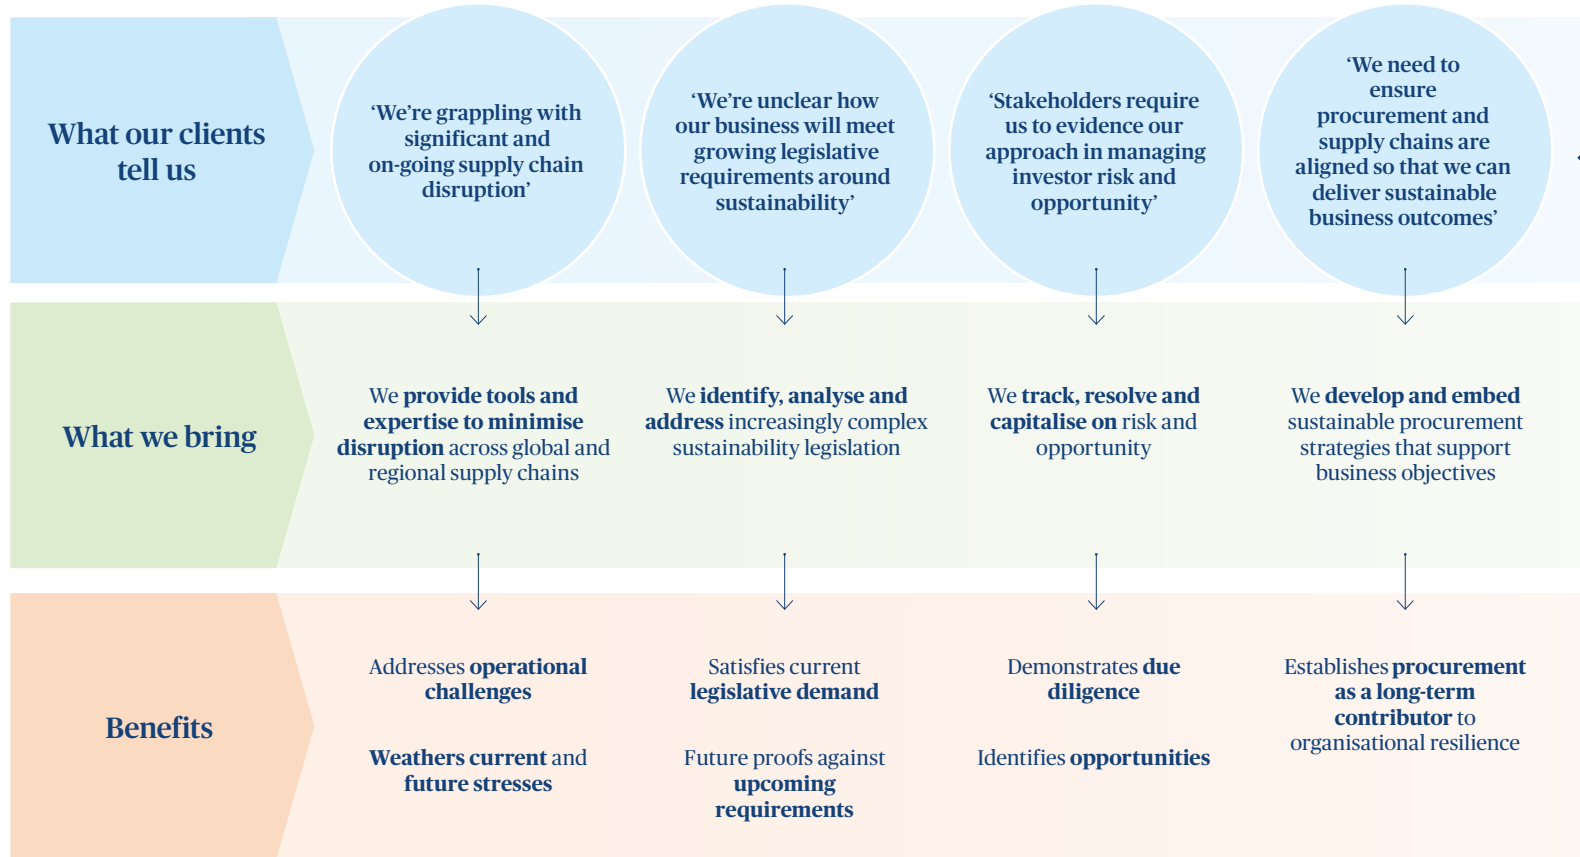 What our clients
tell us
‘We’re grappling with
significant and
on-going supply chain
disruption’
‘We’re unclear how
our business will meet
growing legislative
requirements around
sustainability’
‘Stakeholders require
us to evidence our
approach in managing
investor risk and
opportunity’
‘We need to
ensure
procurement and
supply chains are
aligned so that we can
deliver sustainable
business outcomes’
What we bring
We provide tools and
expertise to minimise
disruption across global and
regional supply chains
We identify, analyse and
address increasingly complex
sustainability legislation
We track, resolve and
capitalise on risk and
opportunity
We develop and embed
sustainable procurement
strategies that support
business objectives
Benefits
Addresses operational
challenges
Weathers current and
future stresses
Satisfies current
legislative demand
Future proofs against
upcoming
requirements
Demonstrates due
diligence
Identifies opportunities
Establishes procurement
as a long-term
contributor to
organisational resilience